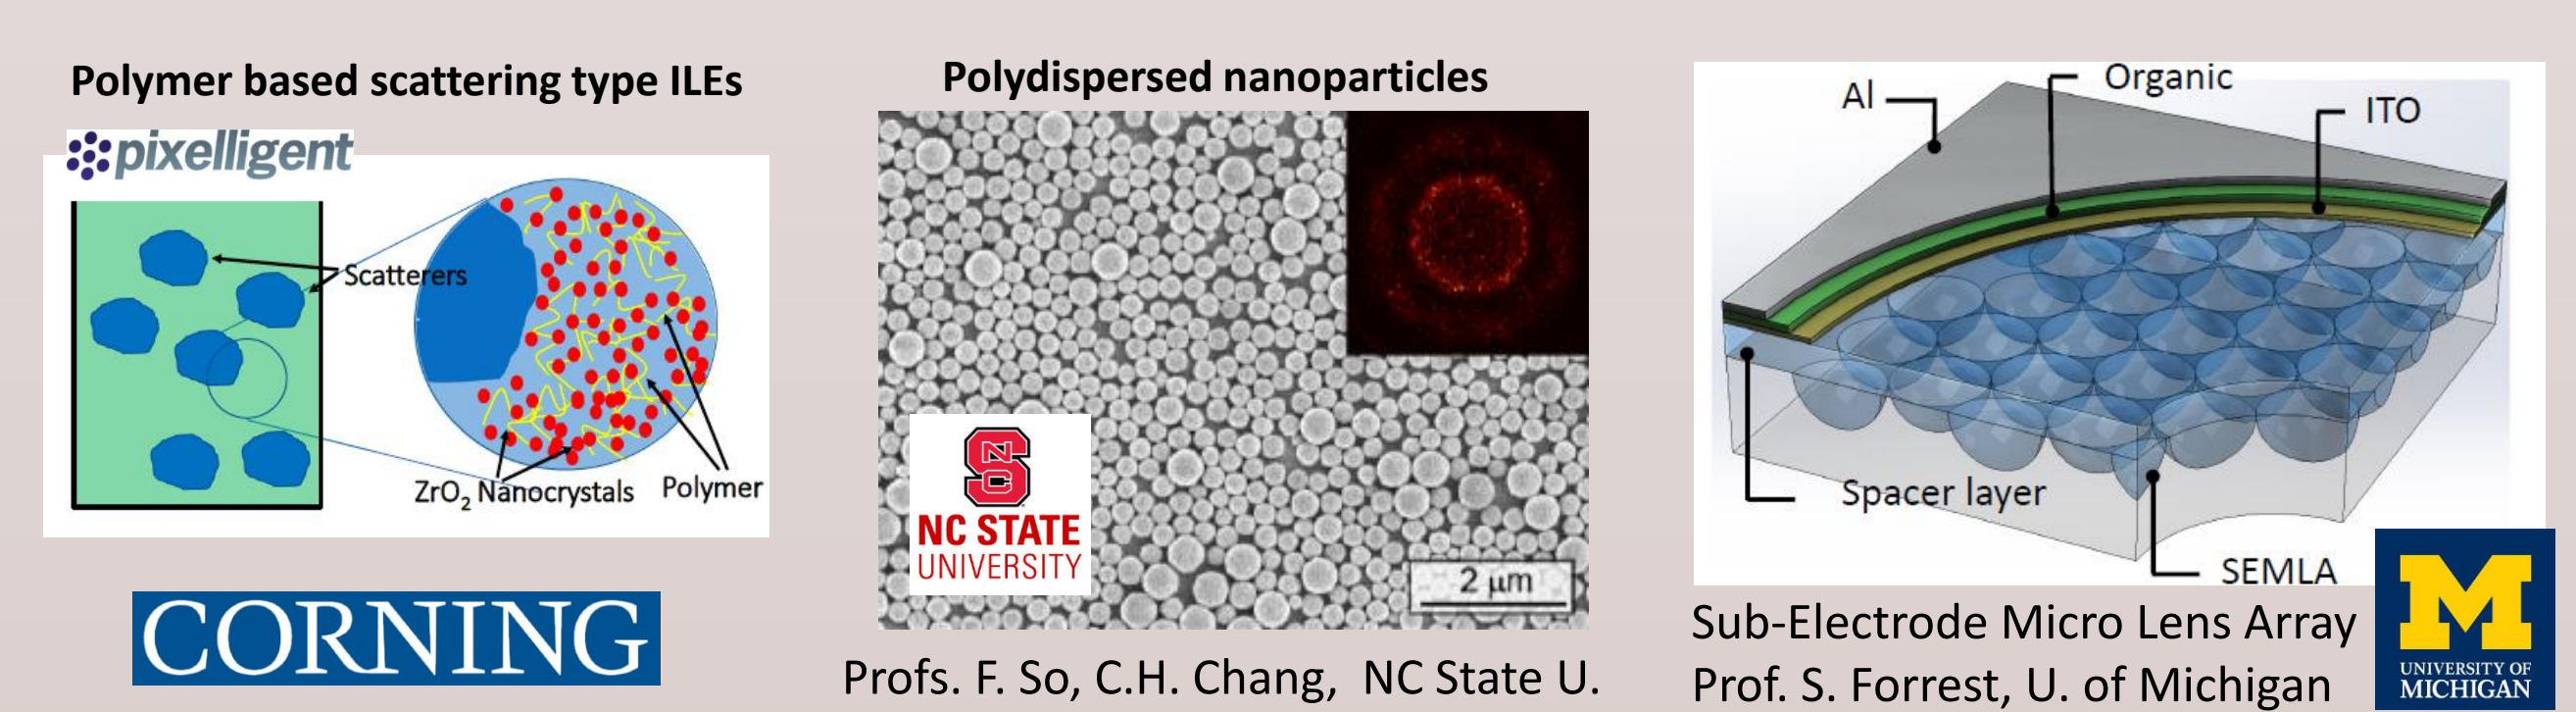 Polymer based scattering type ILEs
pixelligent
Scatterers
ZrO₂ Nanocrystals
Polymer
CORNING
Polydispersed nanoparticles
NC STATE
UNIVERSITY
2 μm
Profs. F. So, C.H. Chang, NC State U.
Al
Organic
ITO
Spacer layer
SEMLA
Sub-Electrode Micro Lens Array
Prof. S. Forrest, U. of Michigan
M
UNIVERSITY OF
MICHIGAN